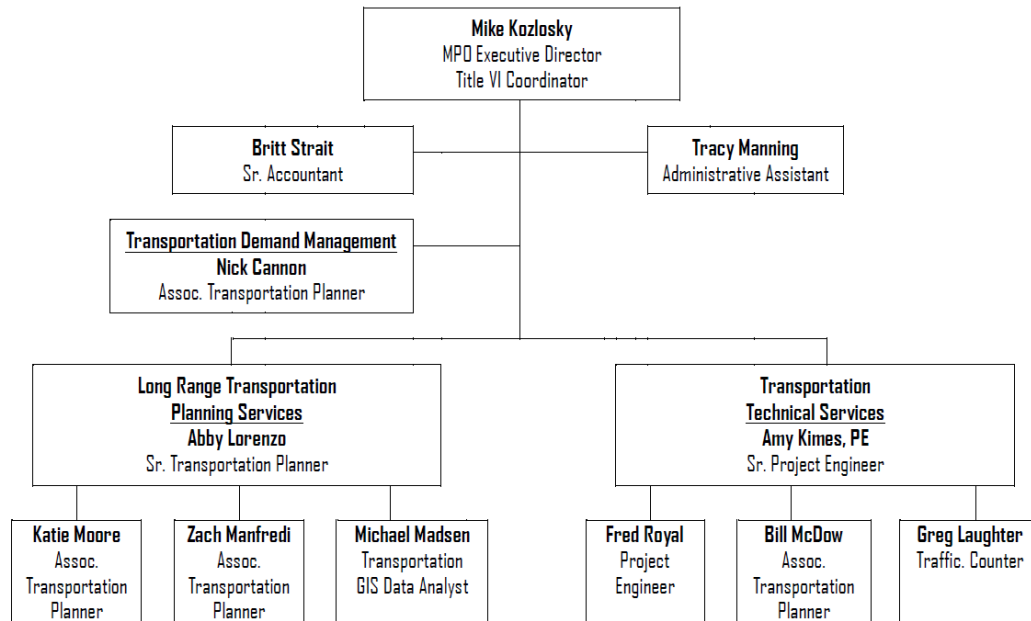 Mike Kozlosky
MPO Executive Director
Title VI Coordinator
Britt Strait
Sr. Accountant
Tracy Manning
Administrative Assistant
Transportation Demand Management
Nick Cannon
Assoc. Transportation Planner
Long Range Transportation
Planning Services
Abby Lorenzo
Sr. Transportation Planner
Transportation
Technical Services
Amy Kimes, PE
Sr. Project Engineer
Katie Moore
Assoc.
Transportation
Planner
Zach Manfredi
Assoc.
Transportation
Planner
Michael Madsen
Transportation
GIS Data Analyst
Fred Royal
Project
Engineer
Bill McDow
Assoc.
Transportation
Planner
Greg Laughter
Traffic. Counter